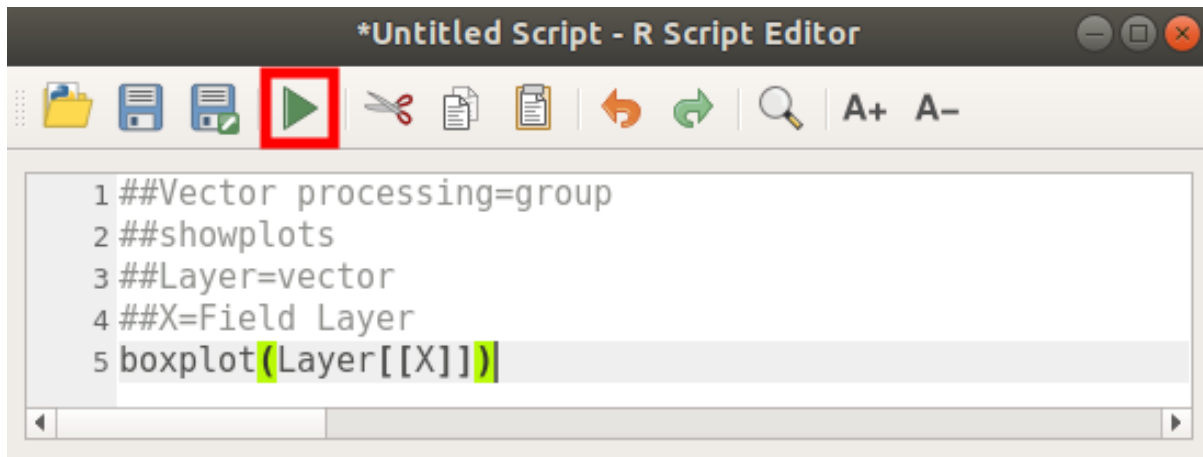 *Untitled Script - R Script Editor
A+ A-
1 ##Vector processing=group
2 ##showplots
3 ##Layer=vector
4 ##X=Field Layer
5 boxplot(Layer[[X]])